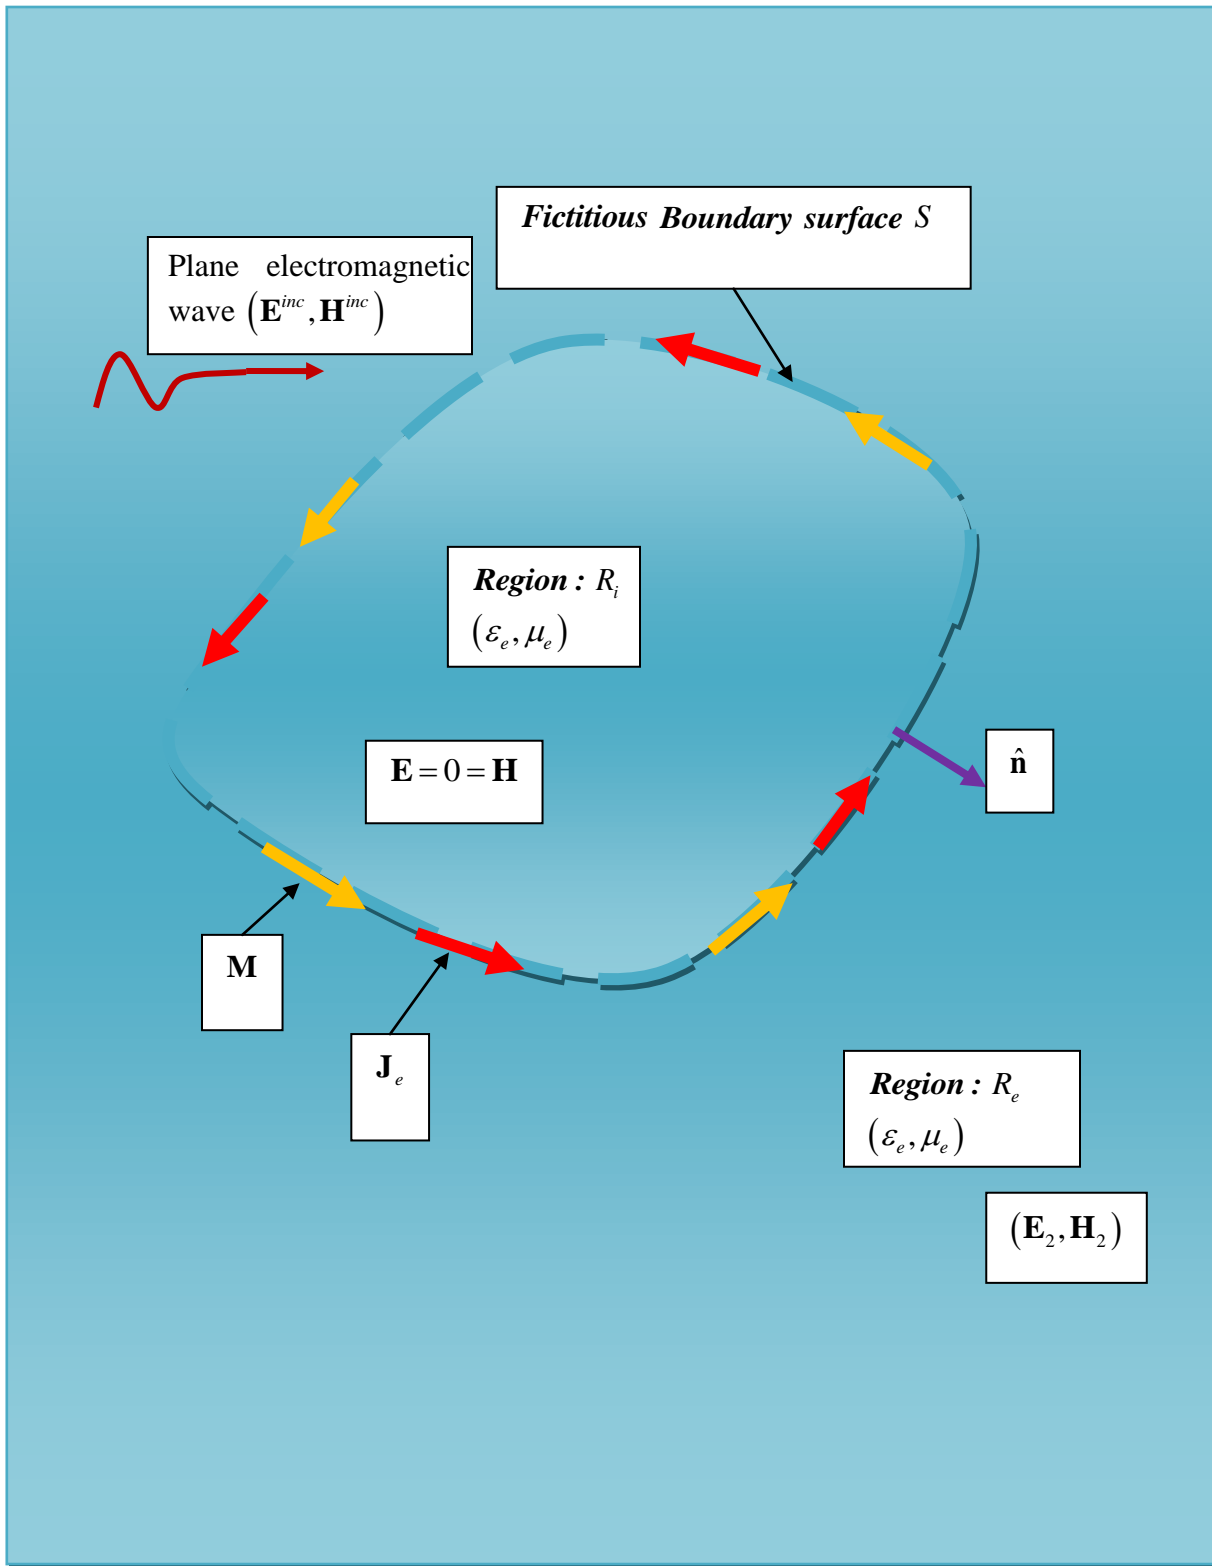 Fictitious Boundary surface S
Plane electromagnetic
wave (E^inc, H^inc)
Region : R_i
(ε_e, μ_e)
E = 0 = H
n̂
M
J_e
Region : R_e
(ε_e, μ_e)
(E_2, H_2)